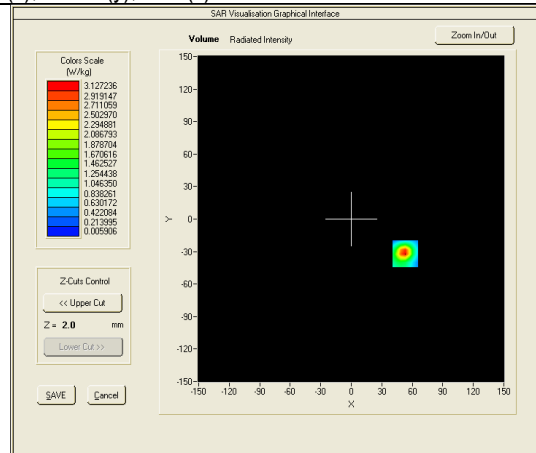 SAR Visualisation Graphical Interface
Volume Radiated Intensity
Zoom In/Out
Colors Scale
(W/kg)
3.127236
2.919147
2.711059
2.502970
2.294881
2.086793
1.878704
1.670616
1.462527
1.254438
1.046350
0.838261
0.630172
0.422084
0.213995
0.005906
150-
120-
90-
60-
30-
0-
-30-
-60-
-90-
-120-
-150-
Y
-150 -120 -90 -60 -30 0 30 60 90 120 150
X
Z-Cuts Control
<< Upper Cut
Z = 2.0 mm
Lower Cut >>
SAVE Cancel